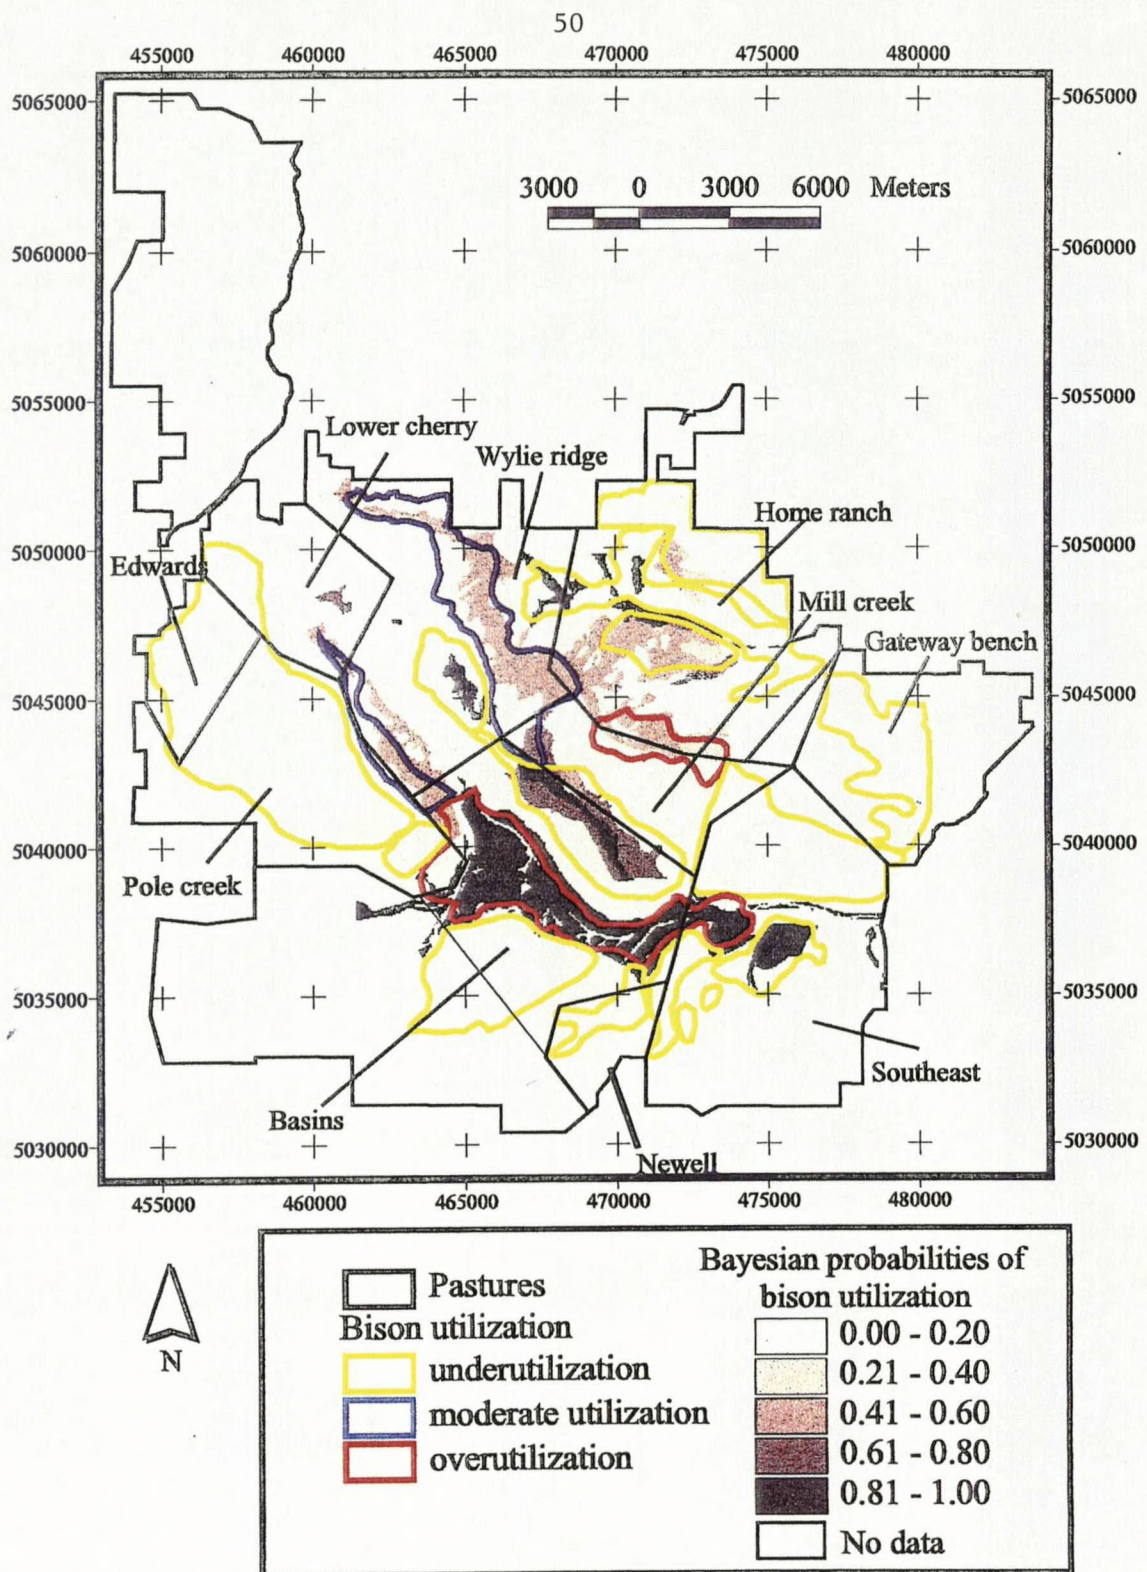 50
455000 460000 465000 470000 475000 480000
5065000 5065000
3000 0 3000 6000 Meters
5060000 5060000
5055000 5055000
Lower cherry
Wylie ridge
Home ranch
5050000 5050000
Edwards
Mill creek
Gateway bench
5045000 5045000
5040000 5040000
Pole creek
5035000 5035000
Southeast
Basins
5030000 5030000
Newell
455000 460000 465000 470000 475000 480000
N
Pastures
Bison utilization
underutilization
moderate utilization
overutilization
Bayesian probabilities of
bison utilization
0.00 - 0.20
0.21 - 0.40
0.41 - 0.60
0.61 - 0.80
0.81 - 1.00
No data